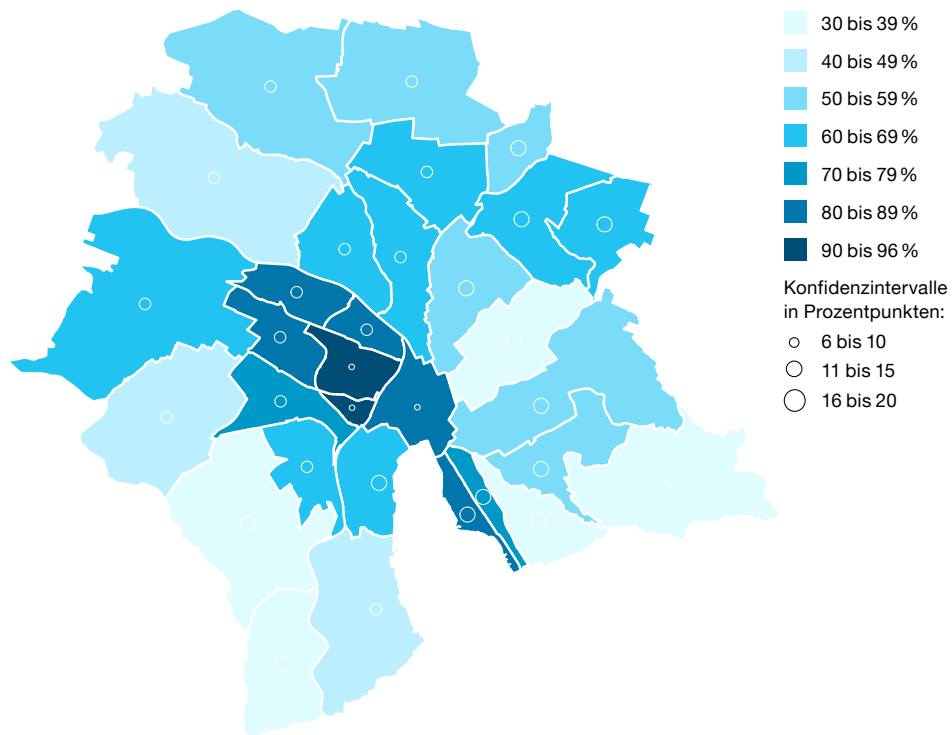 30 bis 39 %
40 bis 49 %
50 bis 59 %
60 bis 69 %
70 bis 79 %
80 bis 89 %
90 bis 96 %
Konfidenzintervalle
in Prozentpunkten:
6 bis 10
11 bis 15
16 bis 20